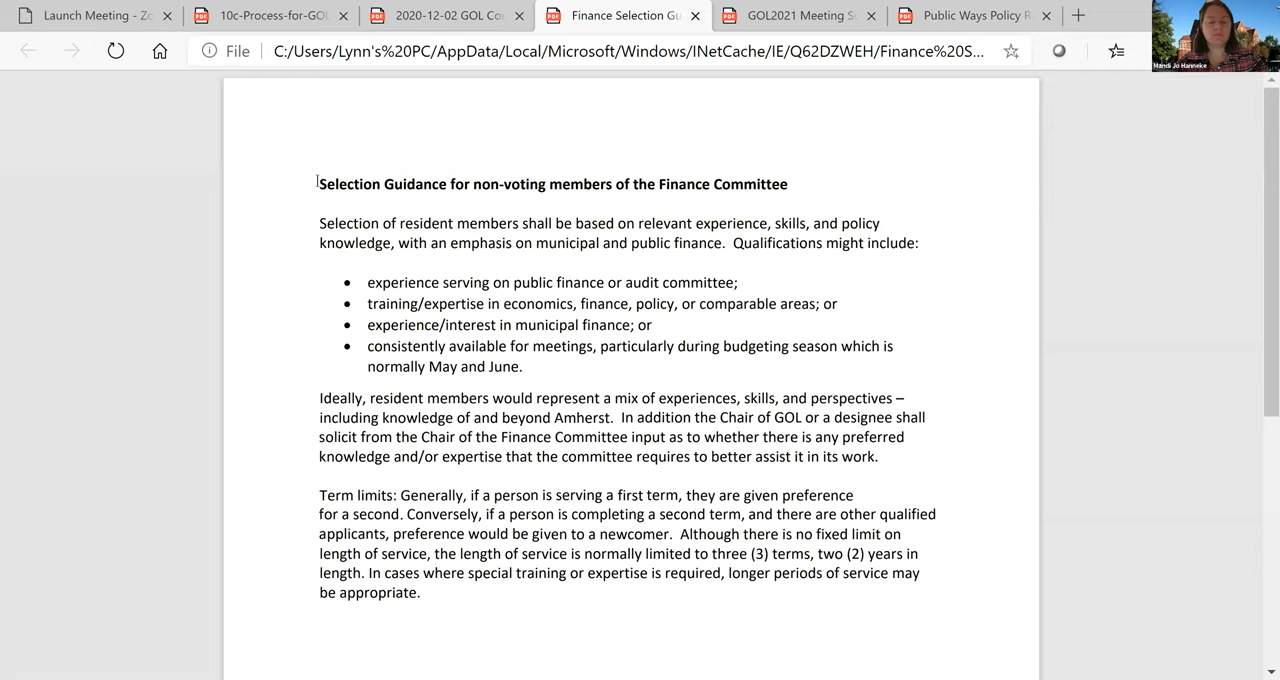 Launch Meeting - Zo
10c-Process-for-GOL
2020-12-02 GOL Co
Finance Selection Gu
GOL2021 Meeting S
Public Ways Policy R
File
C:/Users/Lynn's%20PC/AppData/Local/Microsoft/Windows/INetCache/IE/Q62DZWEH/Finance%20S...
Mandi Jo Hanneke
Selection Guidance for non-voting members of the Finance Committee
Selection of resident members shall be based on relevant experience, skills, and policy
knowledge, with an emphasis on municipal and public finance.  Qualifications might include:
• experience serving on public finance or audit committee;
• training/expertise in economics, finance, policy, or comparable areas; or
• experience/interest in municipal finance; or
• consistently available for meetings, particularly during budgeting season which is
normally May and June.
Ideally, resident members would represent a mix of experiences, skills, and perspectives –
including knowledge of and beyond Amherst.  In addition the Chair of GOL or a designee shall
solicit from the Chair of the Finance Committee input as to whether there is any preferred
knowledge and/or expertise that the committee requires to better assist it in its work.
Term limits: Generally, if a person is serving a first term, they are given preference
for a second. Conversely, if a person is completing a second term, and there are other qualified
applicants, preference would be given to a newcomer.  Although there is no fixed limit on
length of service, the length of service is normally limited to three (3) terms, two (2) years in
length. In cases where special training or expertise is required, longer periods of service may
be appropriate.